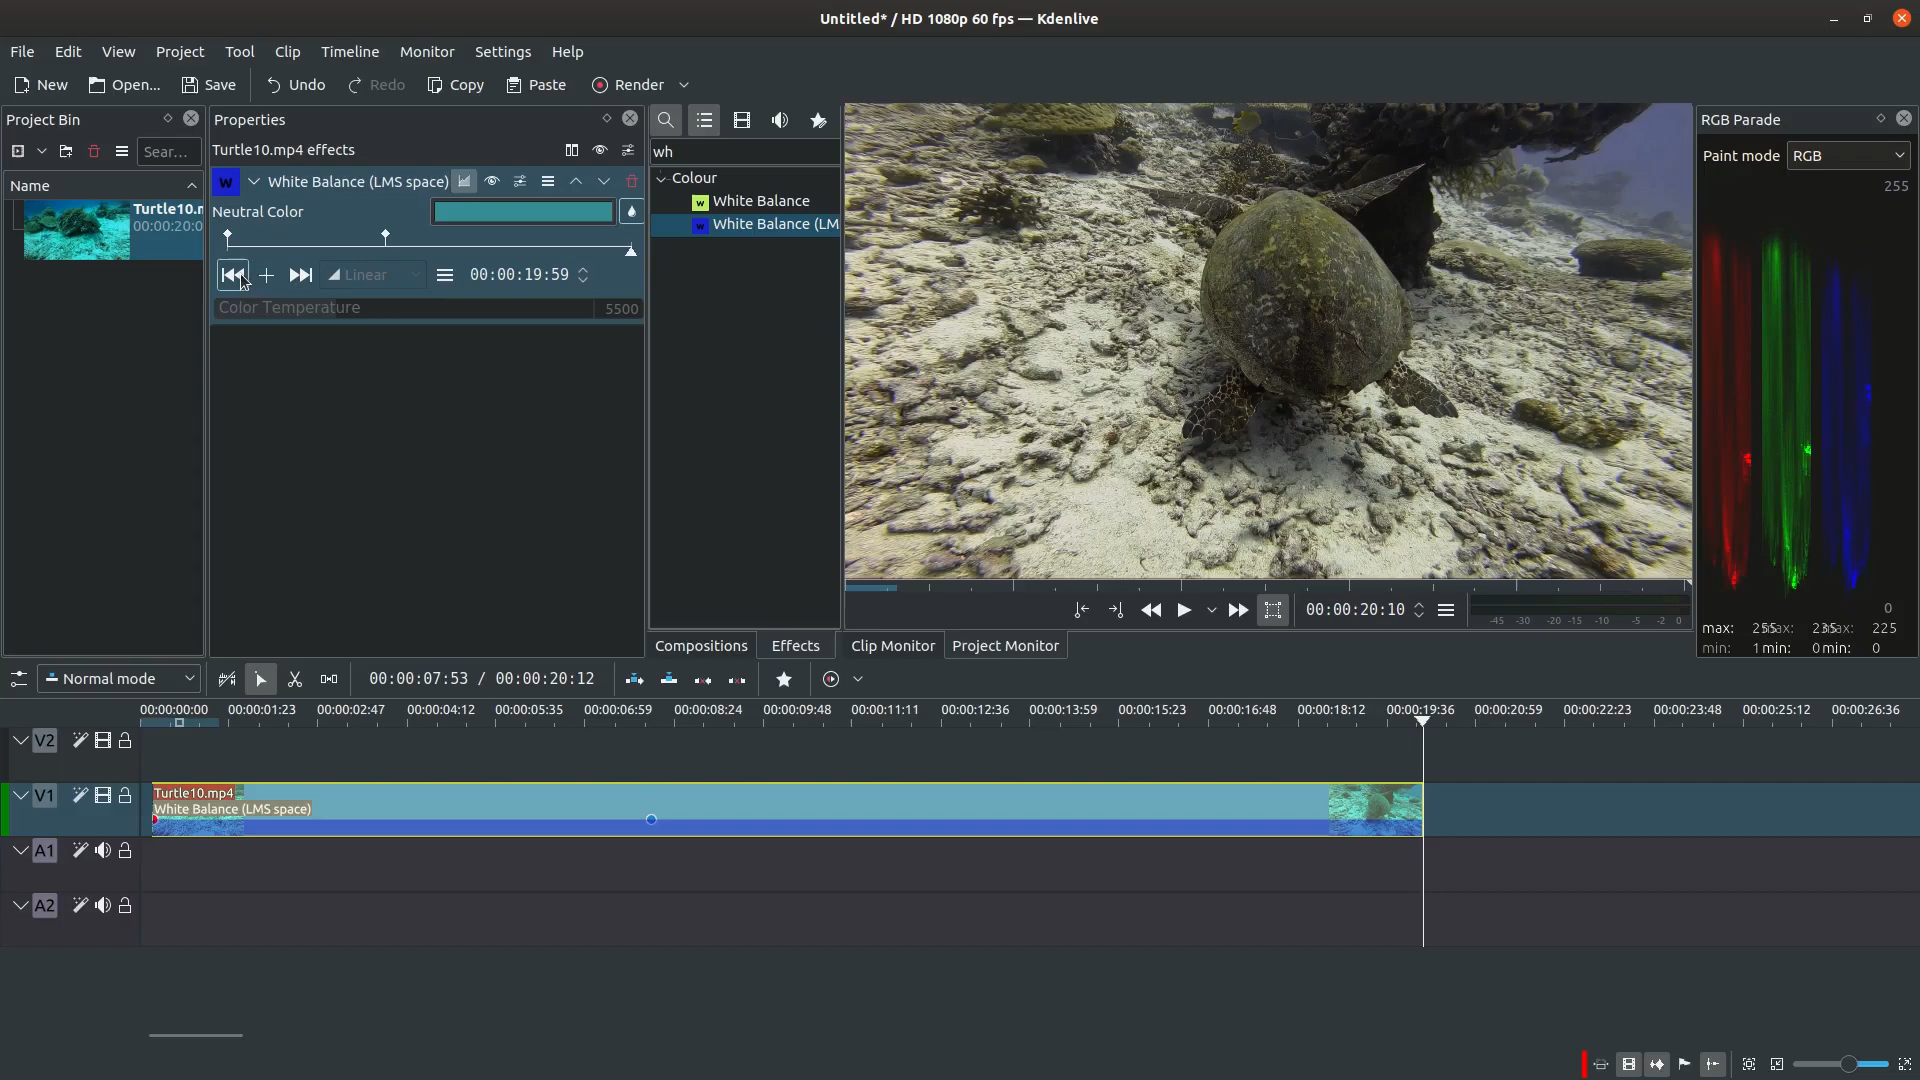 Untitled* / HD 1080p 60 fps — Kdenlive
File Edit View Project Tool Clip Timeline Monitor Settings Help
New Open... Save Undo Redo Copy Paste Render
Project Bin
Sear...
Name
Turtle10.m
00:00:20:0
Properties
Turtle10.mp4 effects
w White Balance (LMS space)
Neutral Color
Linear 00:00:19:59
Color Temperature 5500
wh
Colour
w White Balance
w White Balance (LM
Compositions Effects
00:00:20:10
-45 -30 -20 -15 -10 -5 -2 0
Clip Monitor Project Monitor
RGB Parade
Paint mode RGB
255
0
max: 255 max: 235 max: 225
min: 1 min: 0 min: 0
Normal mode 00:00:07:53 / 00:00:20:12
00:00:00:00 00:00:01:23 00:00:02:47 00:00:04:12 00:00:05:35 00:00:06:59 00:00:08:24 00:00:09:48 00:00:11:11 00:00:12:36 00:00:13:59 00:00:15:23 00:00:16:48 00:00:18:12 00:00:19:36 00:00:20:59 00:00:22:23 00:00:23:48 00:00:25:12 00:00:26:36
V2
V1
Turtle10.mp4
White Balance (LMS space)
A1
A2